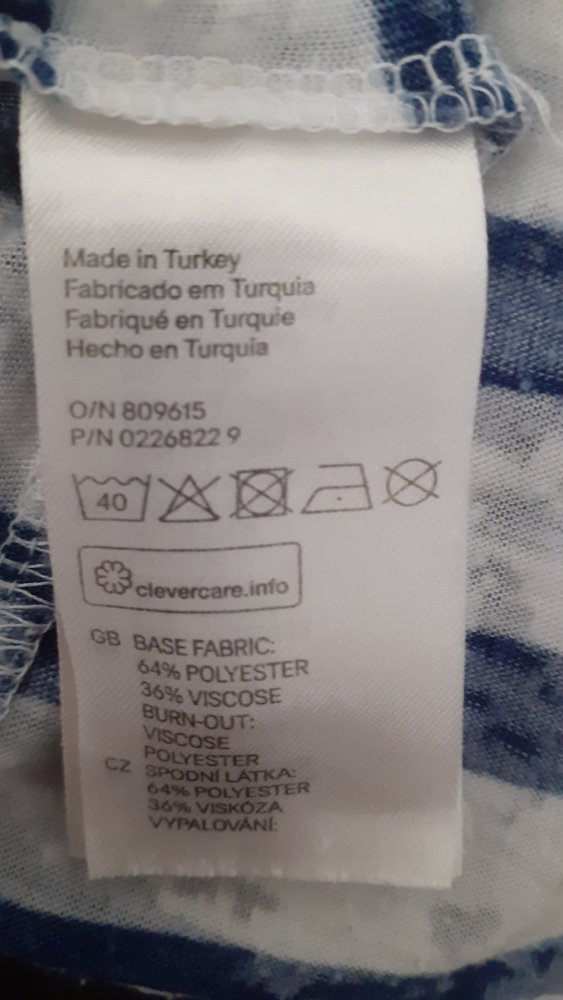 Made in Turkey
Fabricado em Turquia
Fabriqué en Turquie
Hecho en Turquía
O/N 809615
P/N 0226822 9
40
clevercare.info
GB BASE FABRIC:
64% POLYESTER
36% VISCOSE
BURN-OUT:
VISCOSE
POLYESTER
CZ SPODNÍ LÁTKA:
64% POLYESTER
36% VISKÓZA
VYPALOVÁNÍ: